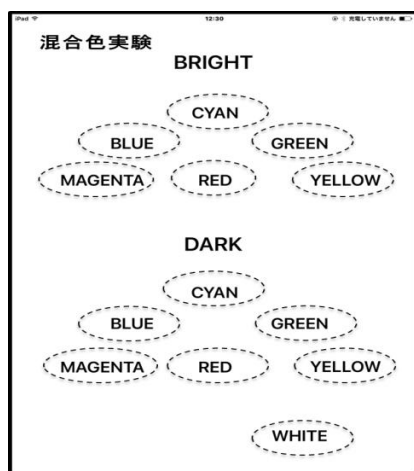 iPad 12:30 充電していません
混合色実験
BRIGHT
CYAN
BLUE GREEN
MAGENTA RED YELLOW
DARK
CYAN
BLUE GREEN
MAGENTA RED YELLOW
WHITE